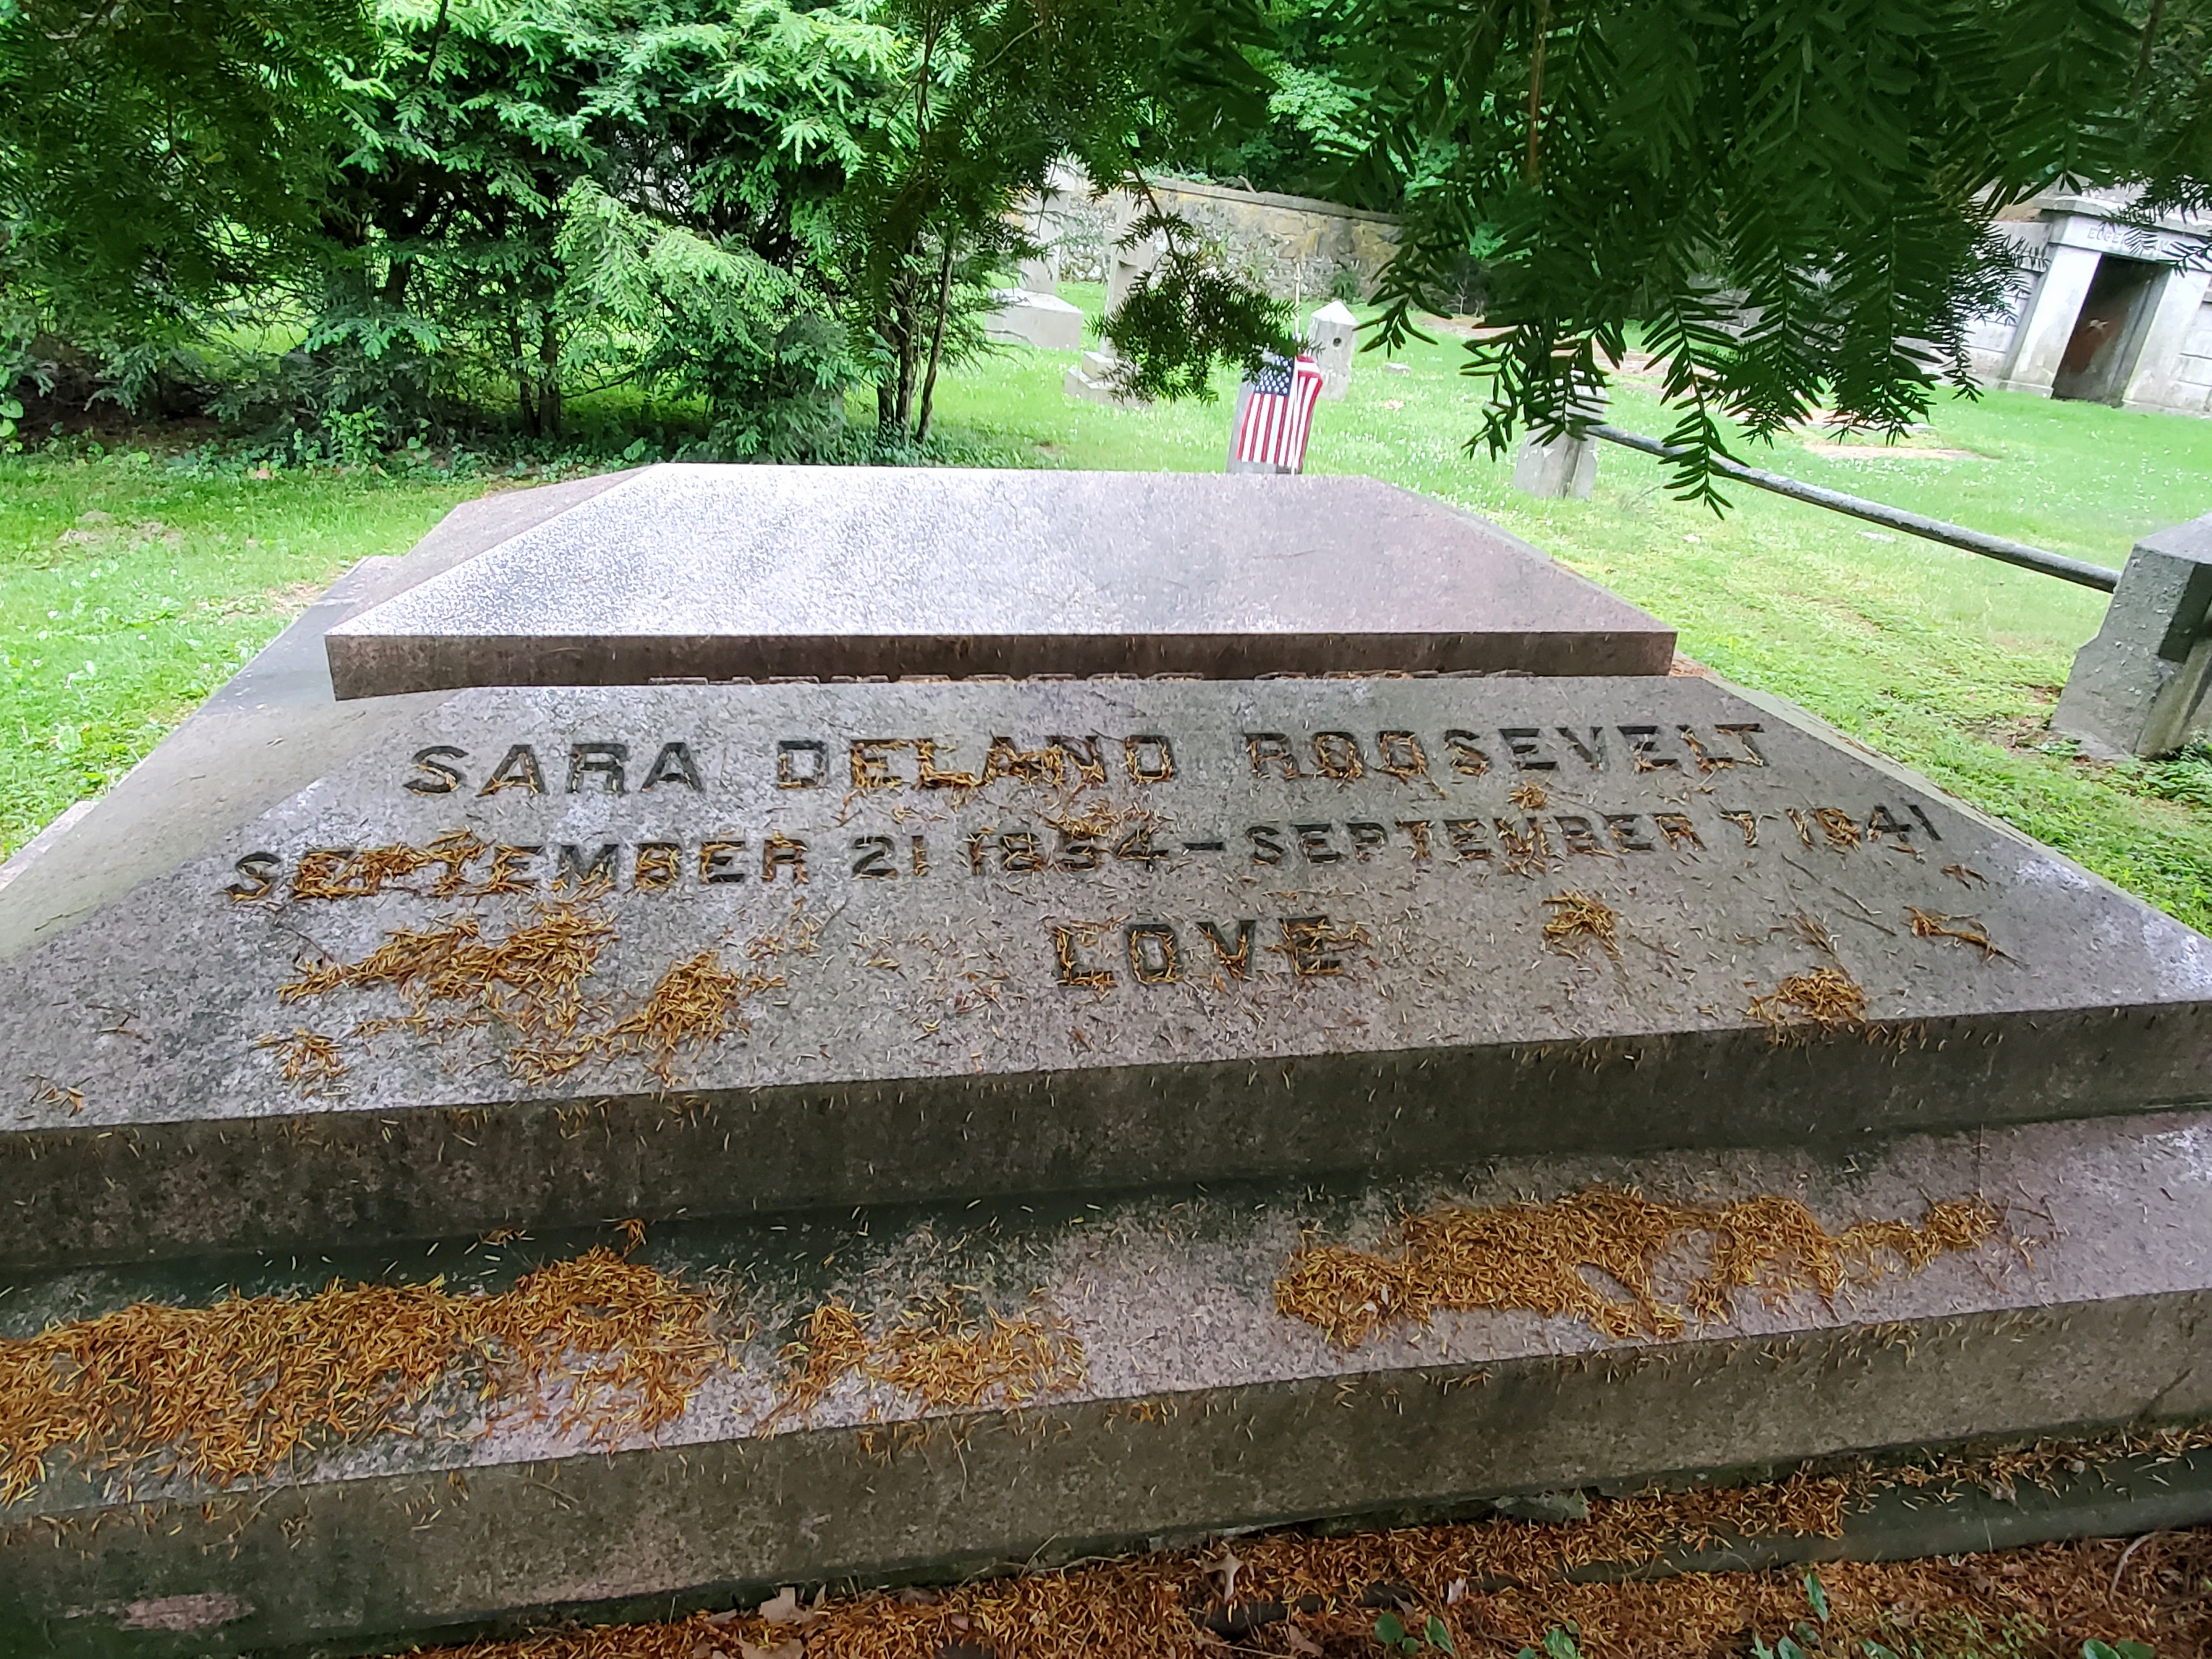 SARA DELANO ROOSEVELT
SEPTEMBER 21 1854 – SEPTEMBER 7 1941
LOVE